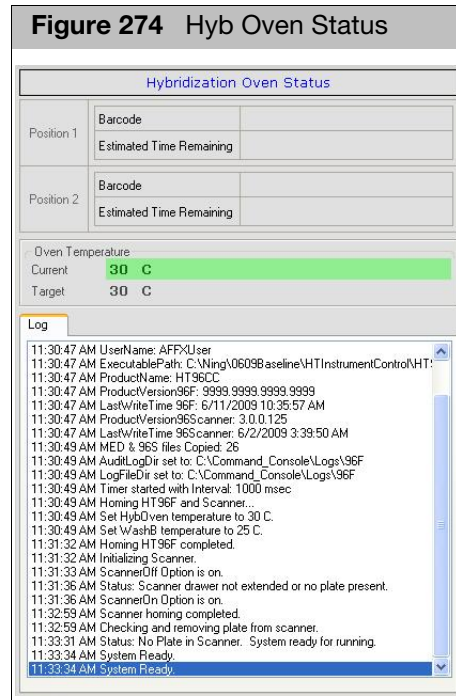 Figure 274 Hyb Oven Status
Hybridization Oven Status
Position 1
Barcode
Estimated Time Remaining
Position 2
Barcode
Estimated Time Remaining
Oven Temperature
Current 30 C
Target 30 C
Log
11:30:47 AM UserName: AFFXUser
11:30:47 AM ExecutablePath: C:\Ning\0609Baseline\HTInstrumentControl\HT
11:30:47 AM ProductName: HT96CC
11:30:47 AM ProductVersion96F: 9999.9999.9999.9999
11:30:47 AM LastWriteTime 96F: 6/11/2009 10:35:57 AM
11:30:47 AM ProductVersion96Scanner: 3.0.0.125
11:30:47 AM LastWriteTime 96Scanner: 6/2/2009 3:39:50 AM
11:30:49 AM MED & 96S files Copied: 26
11:30:49 AM AuditLogDir set to: C:\Command_Console\Logs\96F
11:30:49 AM LogFileDir set to: C:\Command_Console\Logs\96F
11:30:49 AM Timer started with Interval: 1000 msec
11:30:49 AM Homing HT96F and Scanner...
11:30:49 AM Set HybOven temperature to 30 C.
11:30:49 AM Set WashB temperature to 25 C.
11:31:32 AM Homing HT96F completed.
11:31:32 AM Initializing Scanner.
11:31:33 AM ScannerOff Option is on.
11:31:36 AM Status: Scanner drawer not extended or no plate present.
11:31:36 AM ScannerOn Option is on.
11:32:59 AM Scanner homing completed.
11:32:59 AM Checking and removing plate from scanner.
11:33:31 AM Status: No Plate in Scanner. System ready for running.
11:33:34 AM System Ready.
11:33:34 AM System Ready.